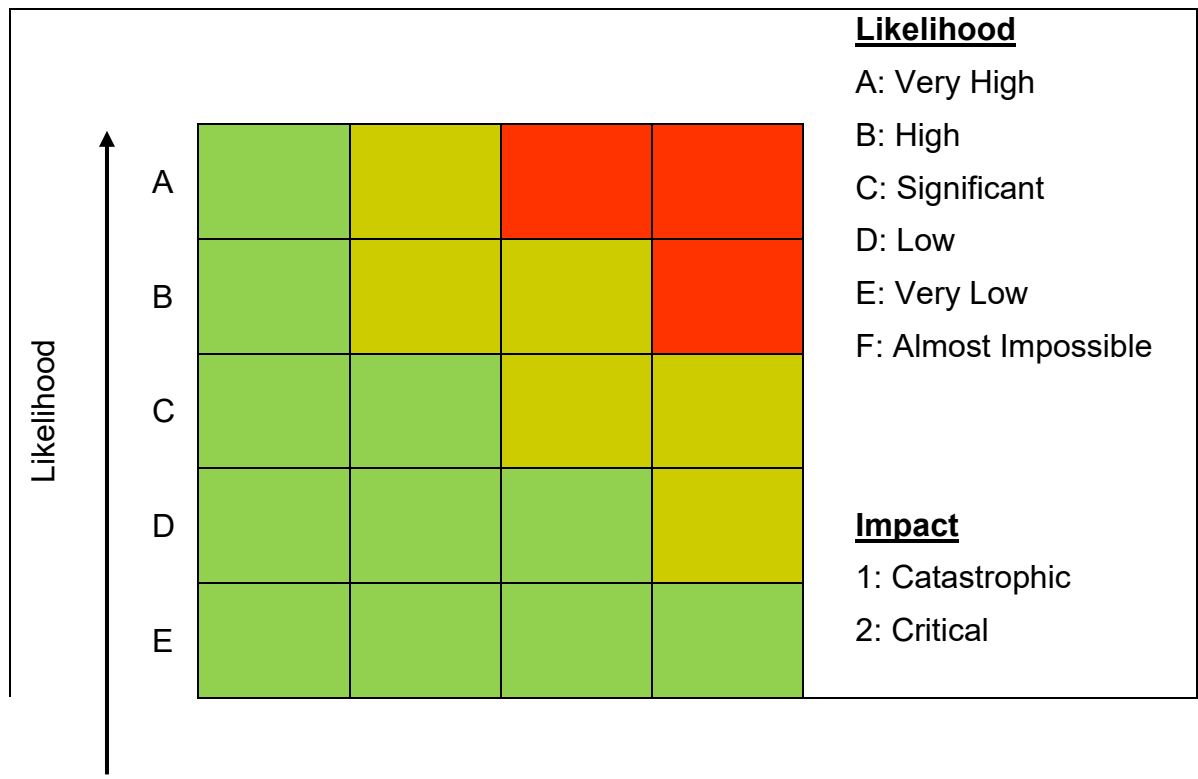 Likelihood
A: Very High
B: High
C: Significant
D: Low
E: Very Low
F: Almost Impossible
Impact
1: Catastrophic
2: Critical
Likelihood
A
B
C
D
E